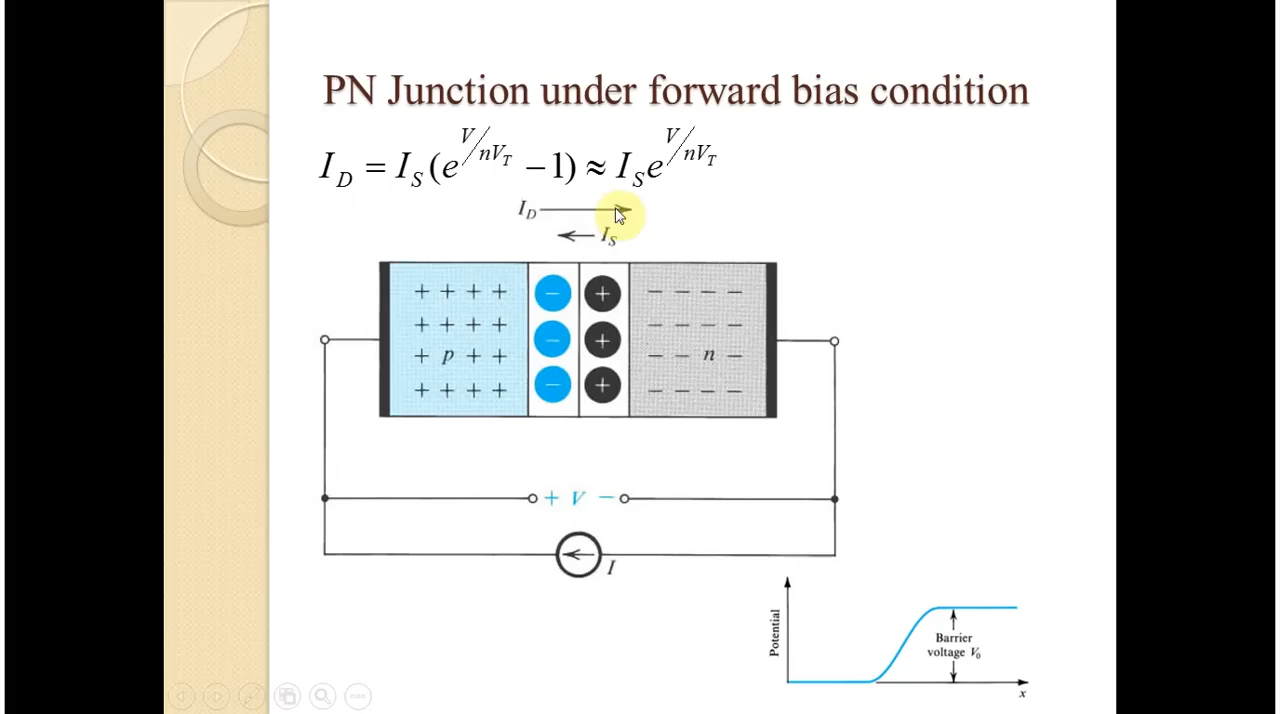 PN Junction under forward bias condition
I_D = I_S(e^{V/nV_T} − 1) ≈ I_S e^{V/nV_T}
I_D
I_S
+ + + + − + − − − −
+ + + + − + − − − −
+ p + + − − n −
+ + + + − + − − − −
+ V −
I
Potential
Barrier
voltage V_0
x